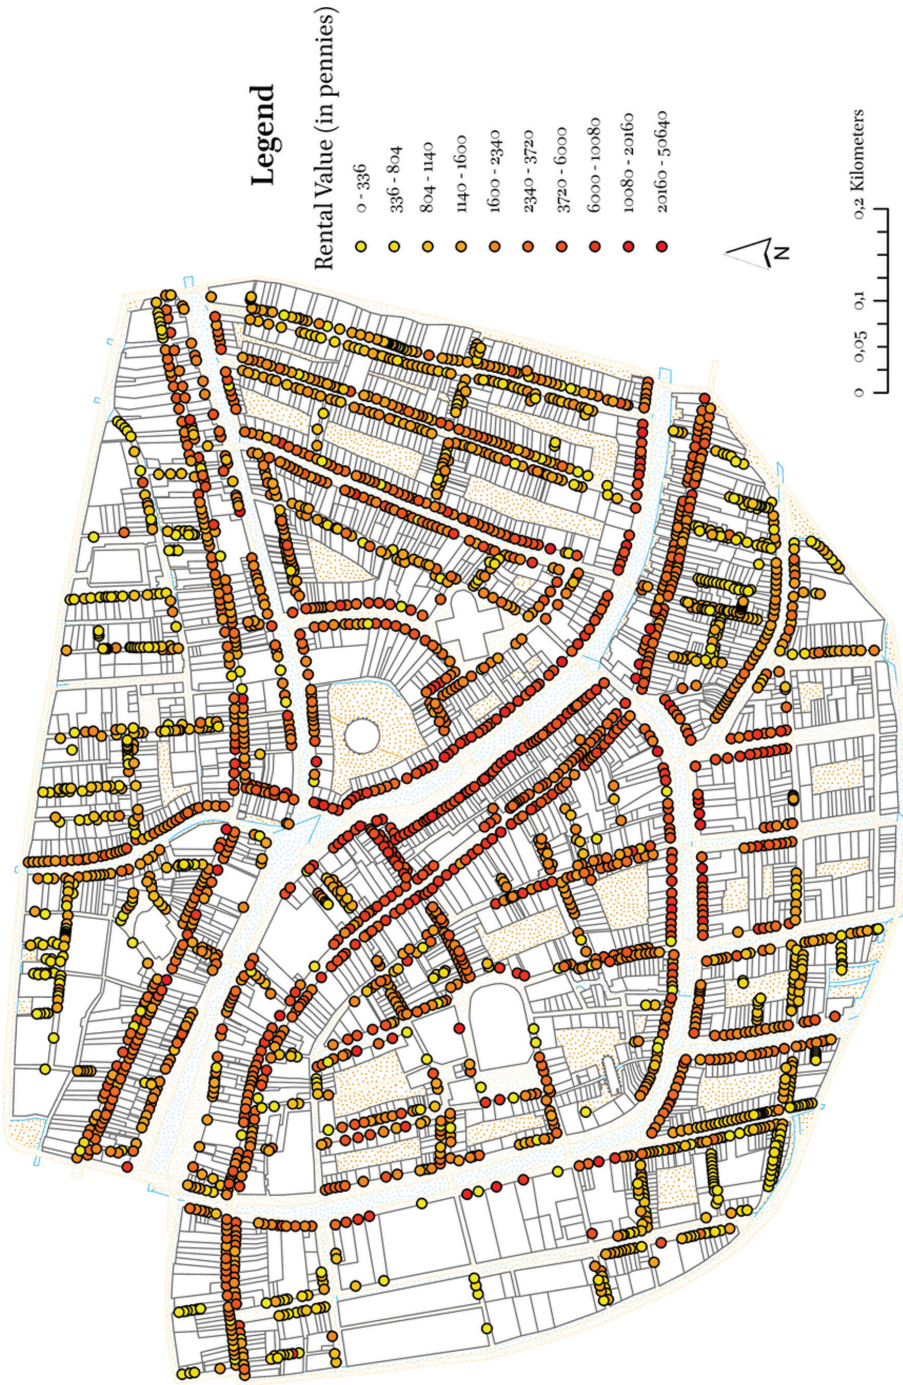 Legend
Rental Value (in pennies)
0 - 336
336 - 804
804 - 1140
1140 - 1600
1600 - 2340
2340 - 3720
3720 - 6000
6000 - 10080
10080 - 20160
20160 - 50640
N
0 0,05 0,1 0,2 Kilometers